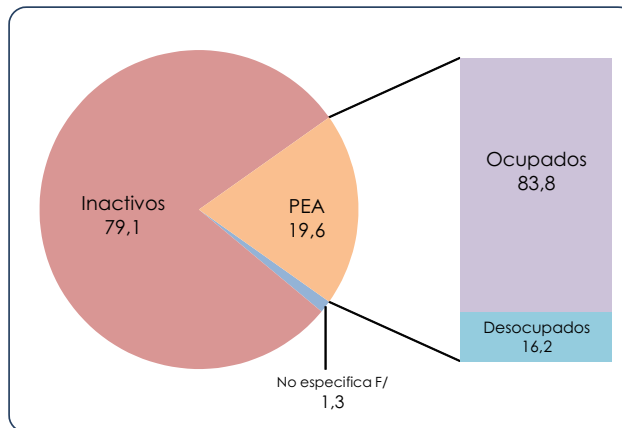 Inactivos
79,1
PEA
19,6
No especifica F/
1,3
Ocupados
83,8
Desocupados
16,2